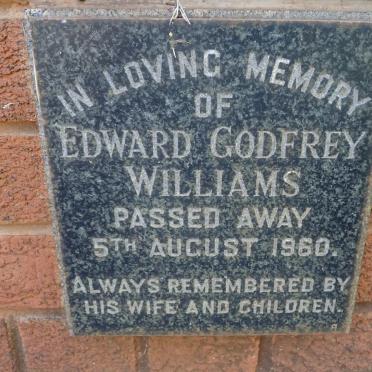 IN LOVING MEMORY
OF
EDWARD GODFREY
WILLIAMS
PASSED AWAY
5TH AUGUST 1960.
ALWAYS REMEMBERED BY
HIS WIFE AND CHILDREN.